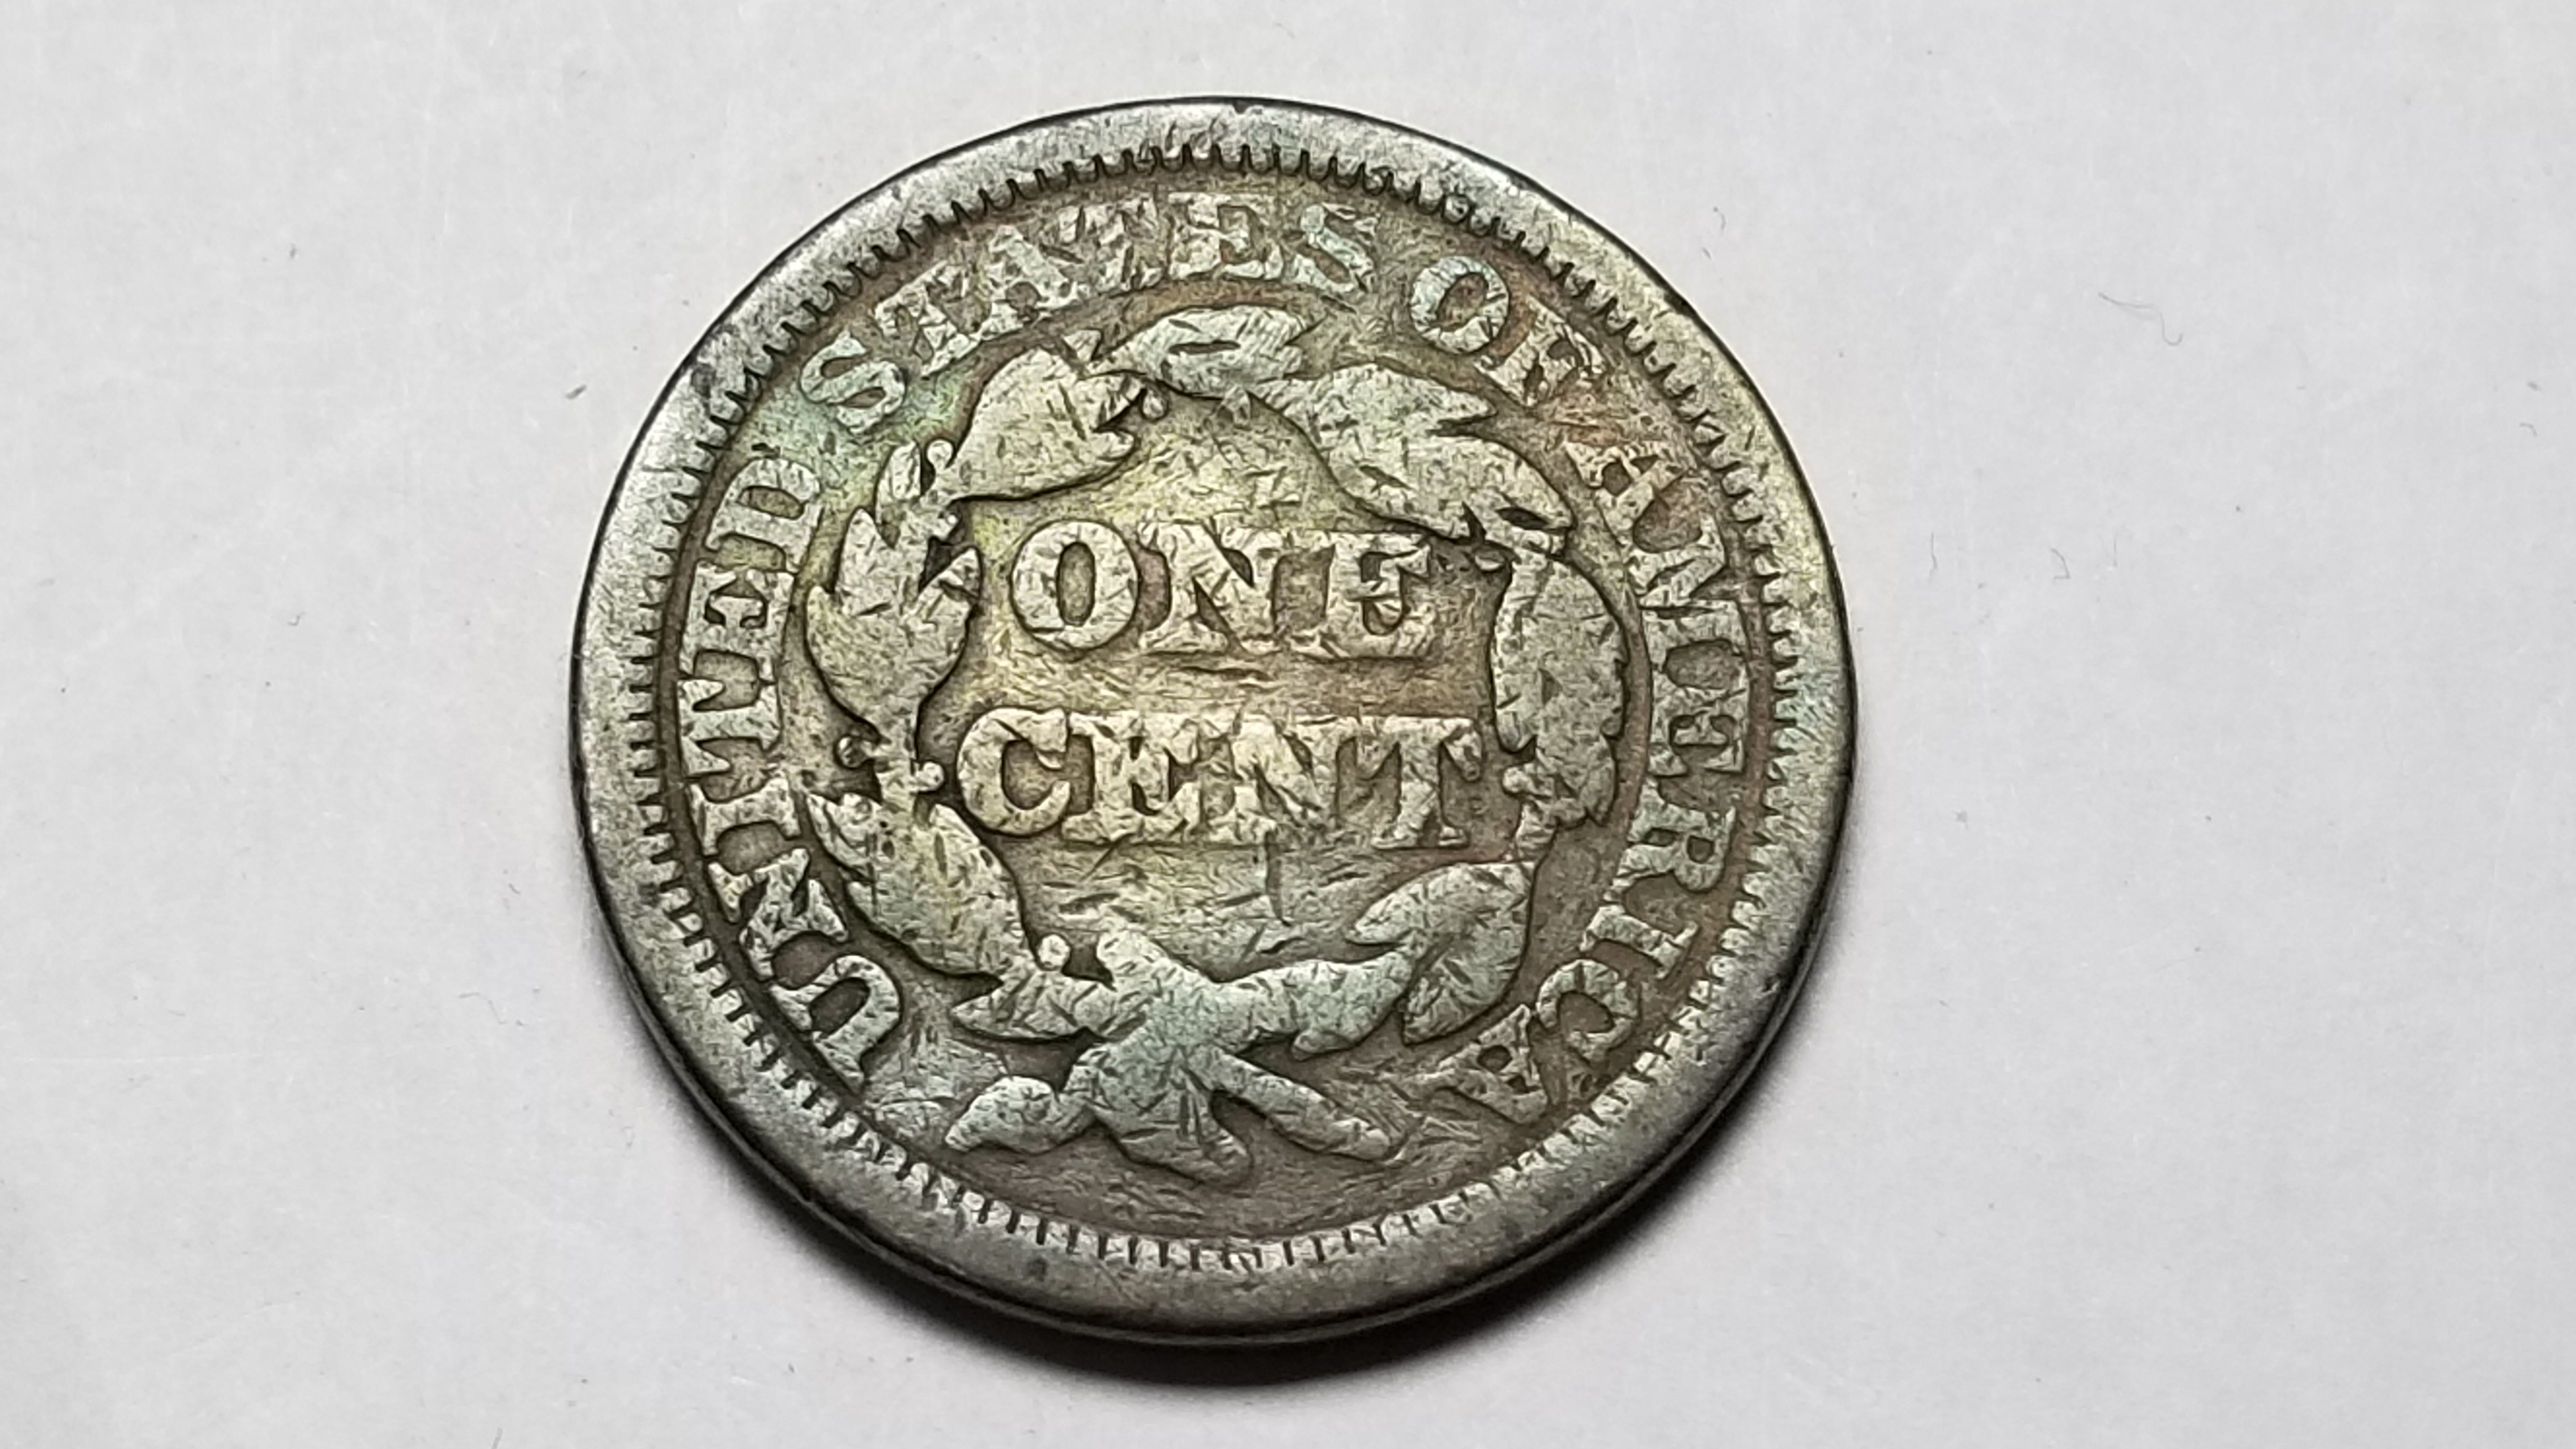 UNITED STATES OF AMERICA
ONE
CENT